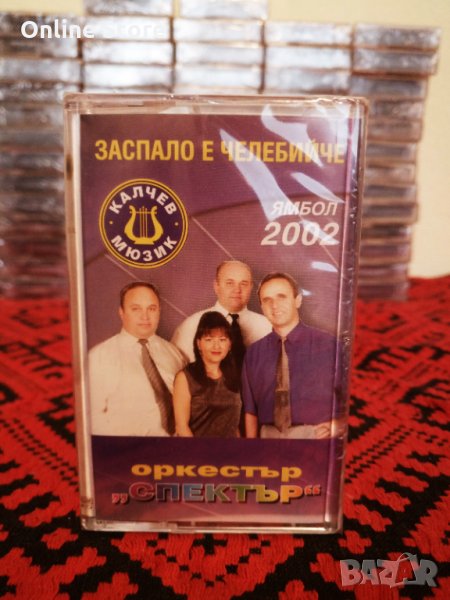 Online Store
ЗАСПАЛО Е ЧЕЛЕБИЙЧЕ
КАЛЧЕВ
МЮЗИК
ЯМБОЛ
2002
оркестър
„СПЕКТЪР“
BAZAR